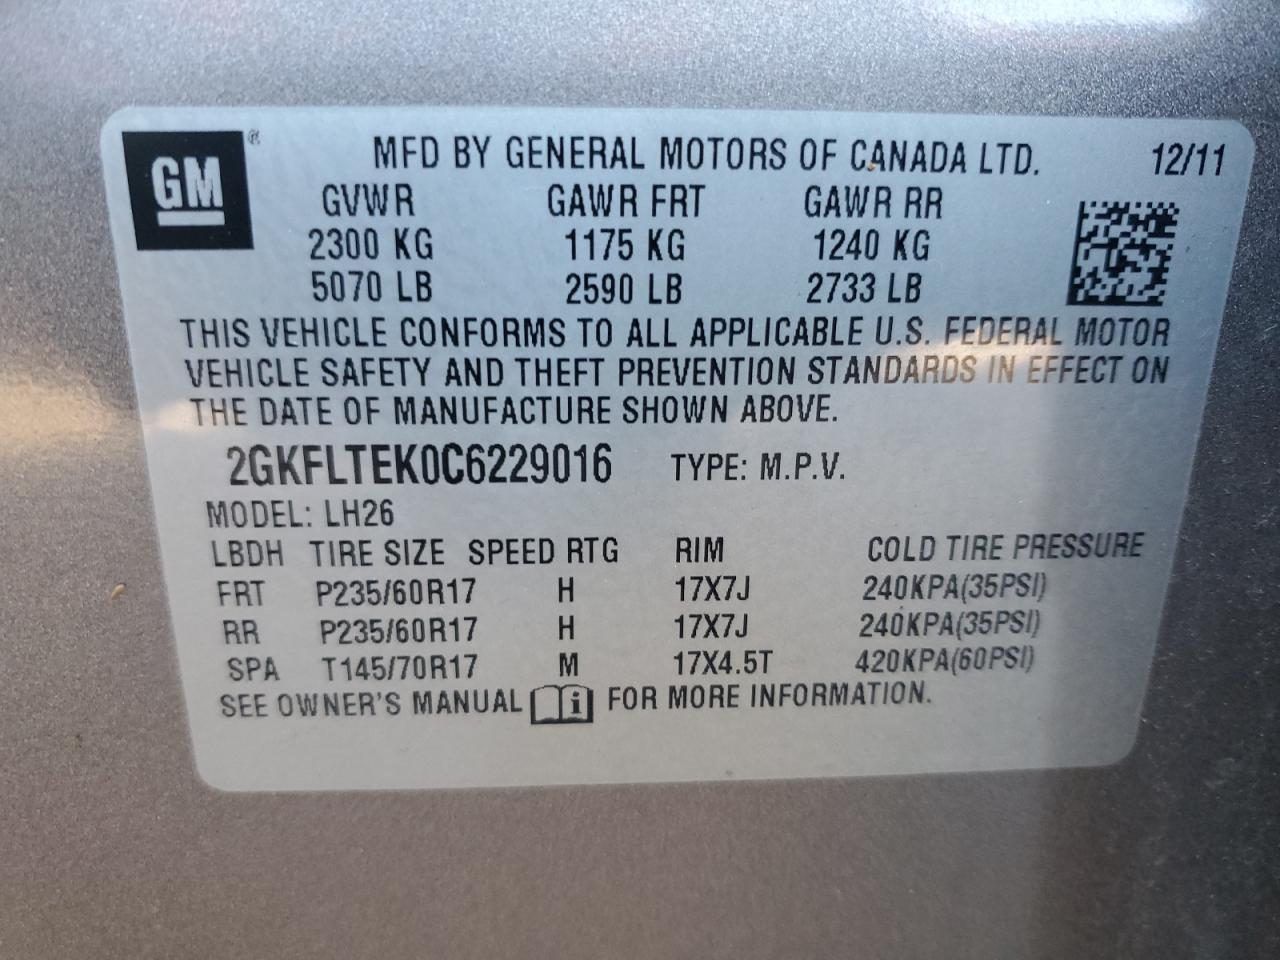 GM® MFD BY GENERAL MOTORS OF CANADA LTD. 12/11
GVWR GAWR FRT GAWR RR
2300 KG 1175 KG 1240 KG
5070 LB 2590 LB 2733 LB
THIS VEHICLE CONFORMS TO ALL APPLICABLE U.S. FEDERAL MOTOR
VEHICLE SAFETY AND THEFT PREVENTION STANDARDS IN EFFECT ON
THE DATE OF MANUFACTURE SHOWN ABOVE.
2GKFLTEK0C6229016 TYPE: M.P.V.
MODEL: LH26
LBDH TIRE SIZE SPEED RTG RIM COLD TIRE PRESSURE
FRT P235/60R17 H 17X7J 240KPA(35PSI)
RR P235/60R17 H 17X7J 240KPA(35PSI)
SPA T145/70R17 M 17X4.5T 420KPA(60PSI)
SEE OWNER'S MANUAL i FOR MORE INFORMATION.